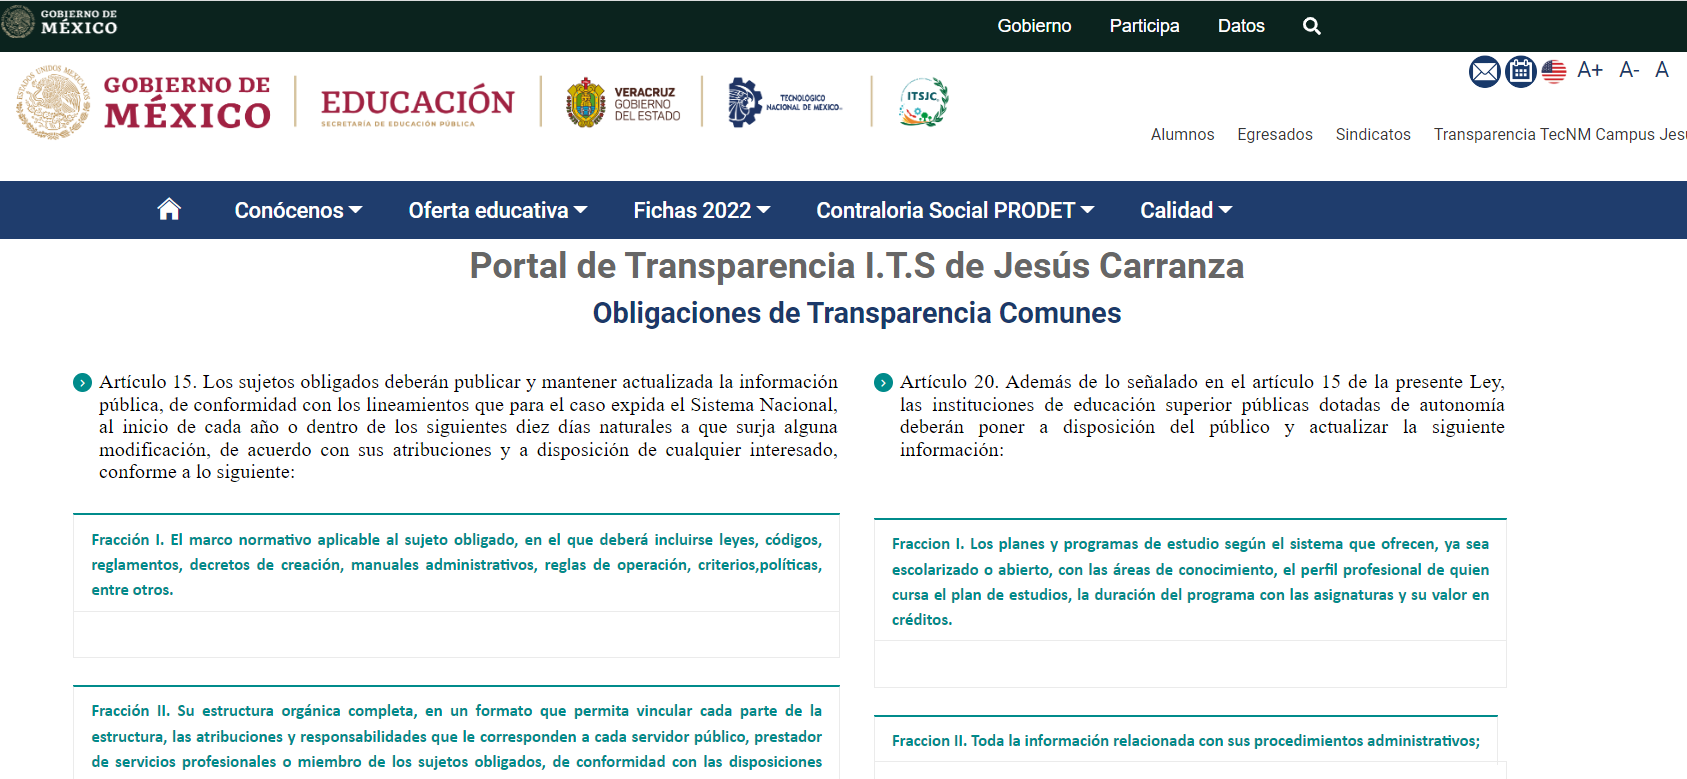 GOBIERNO DE
MÉXICO
Gobierno
Participa
Datos
GOBIERNO DE
MÉXICO
EDUCACIÓN
SECRETARÍA DE EDUCACIÓN PÚBLICA
VERACRUZ
GOBIERNO
DEL ESTADO
TECNOLÓGICO
NACIONAL DE MÉXICO
ITSJC
A+ A- A
Alumnos
Egresados
Sindicatos
Transparencia TecNM Campus Jesu
Conócenos
Oferta educativa
Fichas 2022
Contraloria Social PRODET
Calidad
Portal de Transparencia I.T.S de Jesús Carranza
Obligaciones de Transparencia Comunes
Artículo 15. Los sujetos obligados deberán publicar y mantener actualizada la información
pública, de conformidad con los lineamientos que para el caso expida el Sistema Nacional,
al inicio de cada año o dentro de los siguientes diez días naturales a que surja alguna
modificación, de acuerdo con sus atribuciones y a disposición de cualquier interesado,
conforme a lo siguiente:
Fracción I. El marco normativo aplicable al sujeto obligado, en el que deberá incluirse leyes, códigos,
reglamentos, decretos de creación, manuales administrativos, reglas de operación, criterios,políticas,
entre otros.
Fracción II. Su estructura orgánica completa, en un formato que permita vincular cada parte de la
estructura, las atribuciones y responsabilidades que le corresponden a cada servidor público, prestador
de servicios profesionales o miembro de los sujetos obligados, de conformidad con las disposiciones
Artículo 20. Además de lo señalado en el artículo 15 de la presente Ley,
las instituciones de educación superior públicas dotadas de autonomía
deberán poner a disposición del público y actualizar la siguiente
información:
Fraccion I. Los planes y programas de estudio según el sistema que ofrecen, ya sea
escolarizado o abierto, con las áreas de conocimiento, el perfil profesional de quien
cursa el plan de estudios, la duración del programa con las asignaturas y su valor en
créditos.
Fraccion II. Toda la información relacionada con sus procedimientos administrativos;